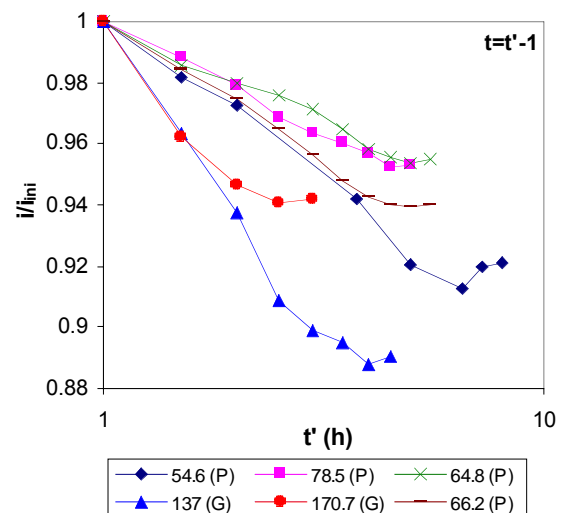 1
t=t'-1
0.98
0.96
0.94
0.92
0.9
0.88
i/i ini
1
10
t' (h)
54.6 (P)
78.5 (P)
64.8 (P)
137 (G)
170.7 (G)
66.2 (P)